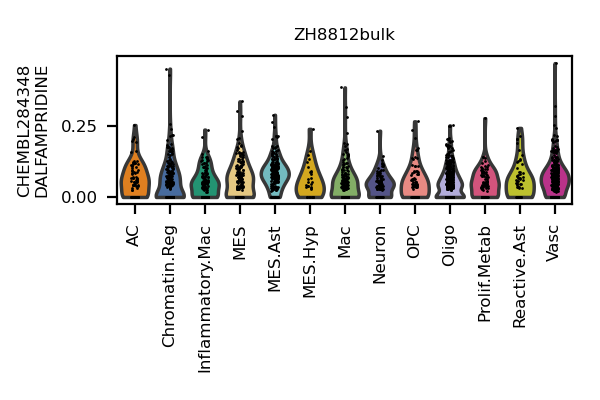 ZH8812bulk
CHEMBL284348
DALFAMPRIDINE
0.25
0.00
AC
Chromatin.Reg
Inflammatory.Mac
MES
MES.Ast
MES.Hyp
Mac
Neuron
OPC
Oligo
Prolif.Metab
Reactive.Ast
Vasc